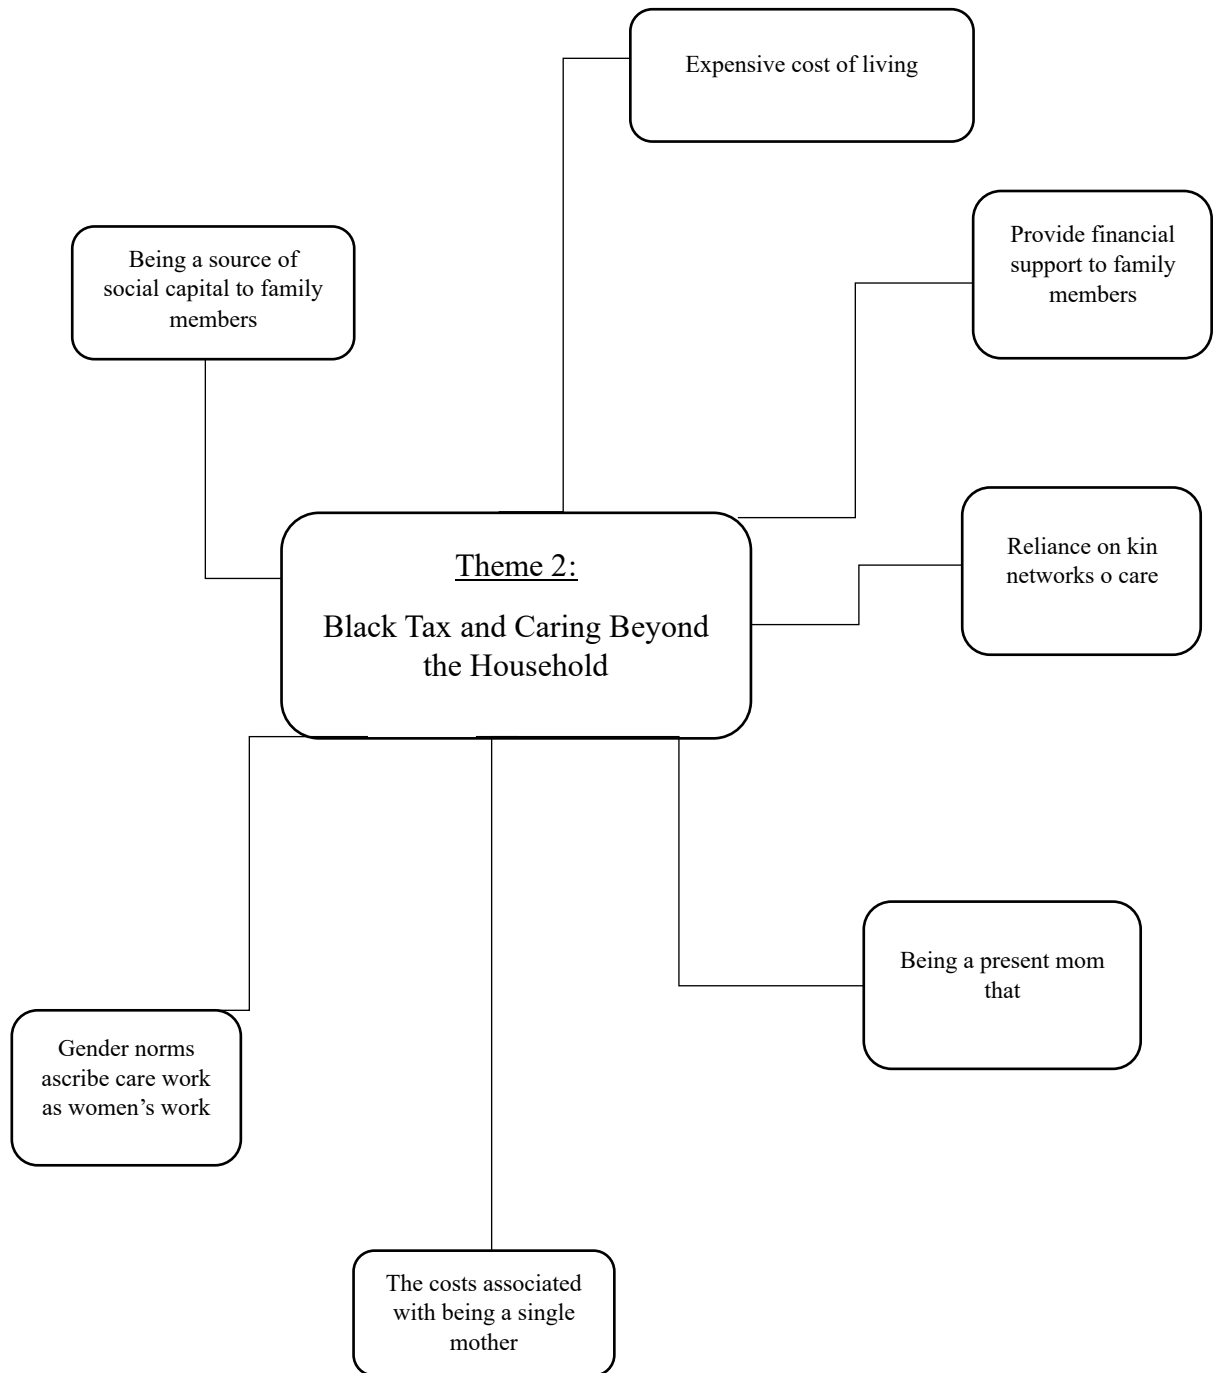 Expensive cost of living
Provide financial
support to family
members
Being a source of
social capital to family
members
Reliance on kin
networks o care
Theme 2:
Black Tax and Caring Beyond
the Household
Being a present mom
that
Gender norms
ascribe care work
as women’s work
The costs associated
with being a single
mother